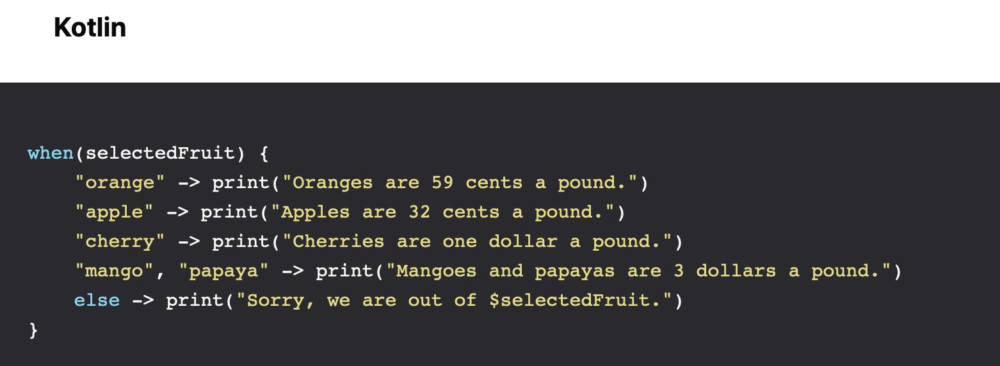 Kotlin
when(selectedFruit) {
    "orange" -> print("Oranges are 59 cents a pound.")
    "apple" -> print("Apples are 32 cents a pound.")
    "cherry" -> print("Cherries are one dollar a pound.")
    "mango", "papaya" -> print("Mangoes and papayas are 3 dollars a pound.")
    else -> print("Sorry, we are out of $selectedFruit.")
}